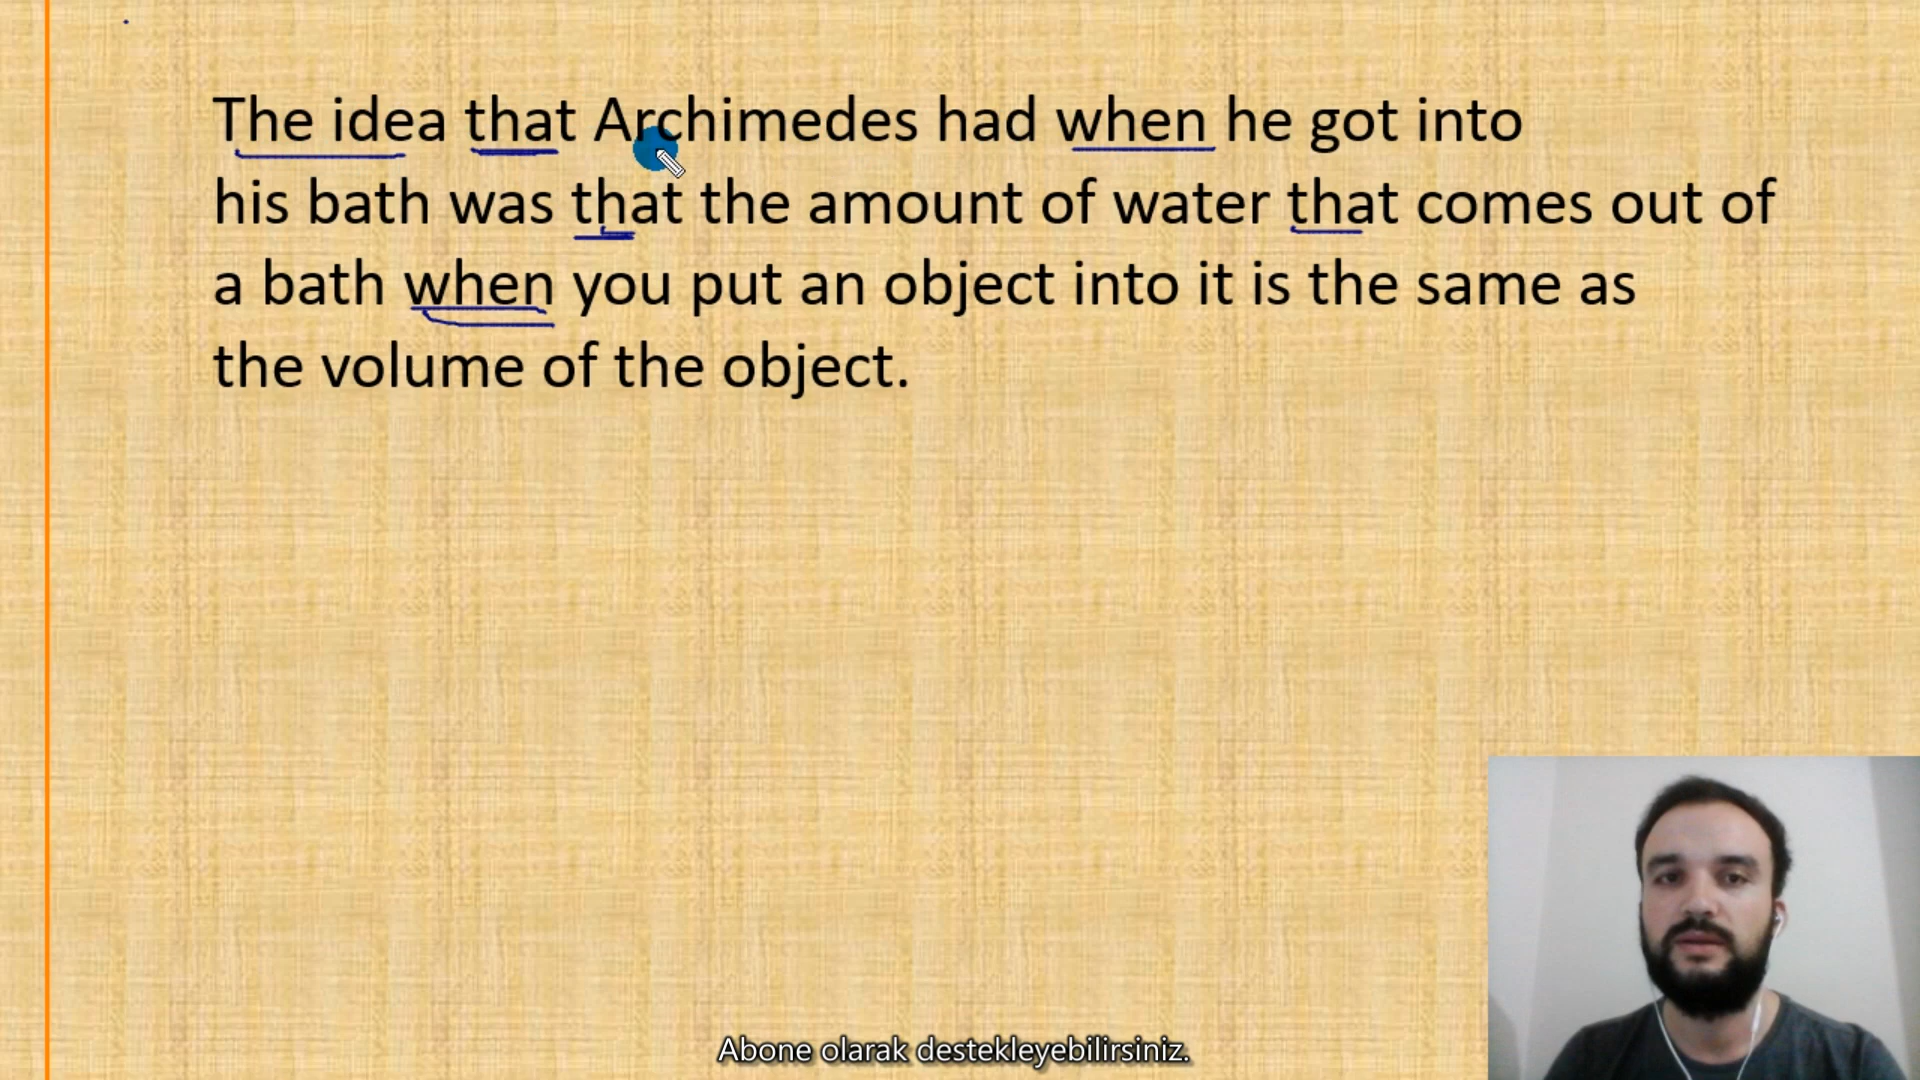 The idea that Archimedes had when he got into
his bath was that the amount of water that comes out of
a bath when you put an object into it is the same as
the volume of the object.
Abone olarak destekleyebilirsiniz.